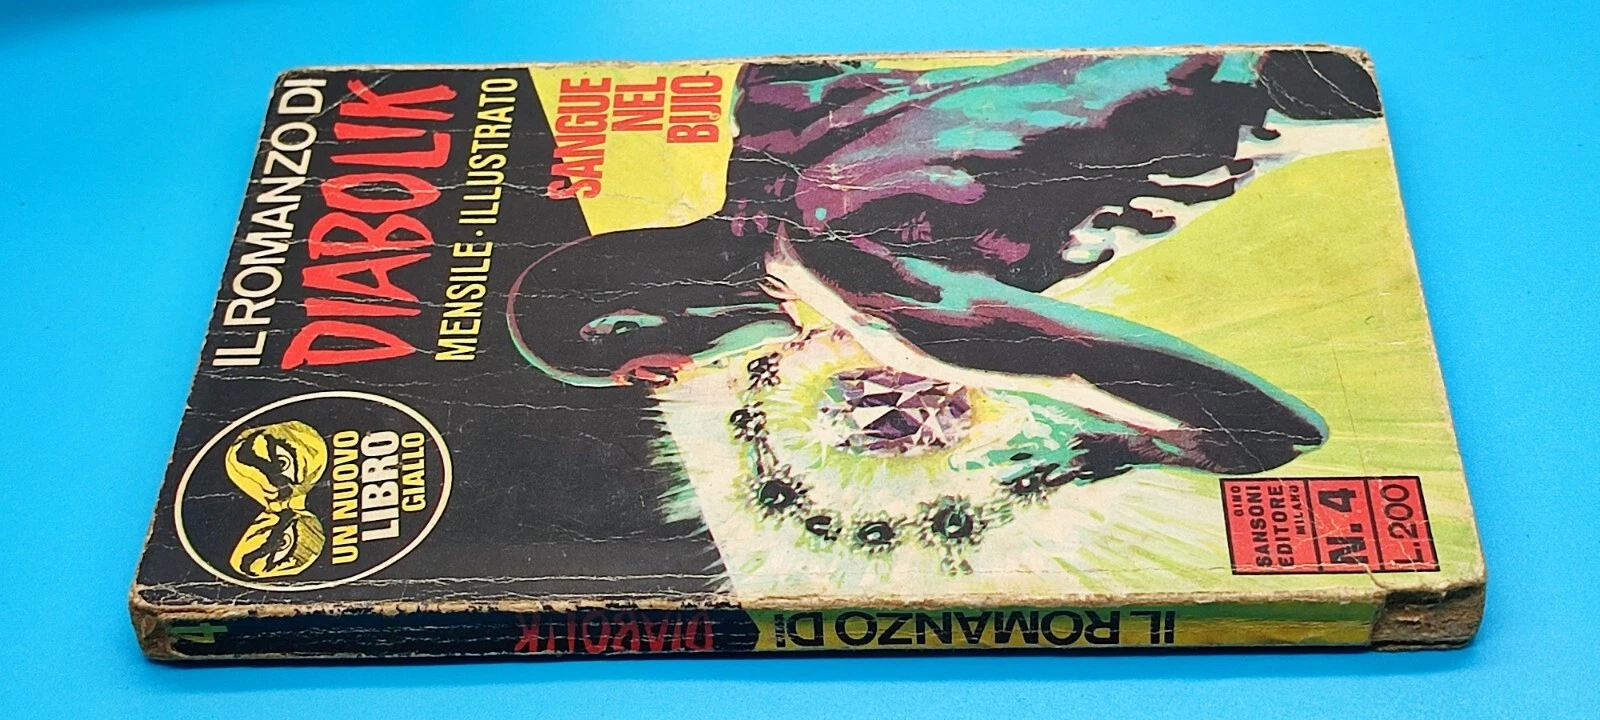 IL ROMANZO DI
DIABOLIK
MENSILE · ILLUSTRATO
SANGUE
NEL
BUIO
UN NUOVO
LIBRO
GIALLO
GINO
SANSONI
EDITORE
MILANO
N. 4
L. 200
IL ROMANZO DI
DIABOLIK
4